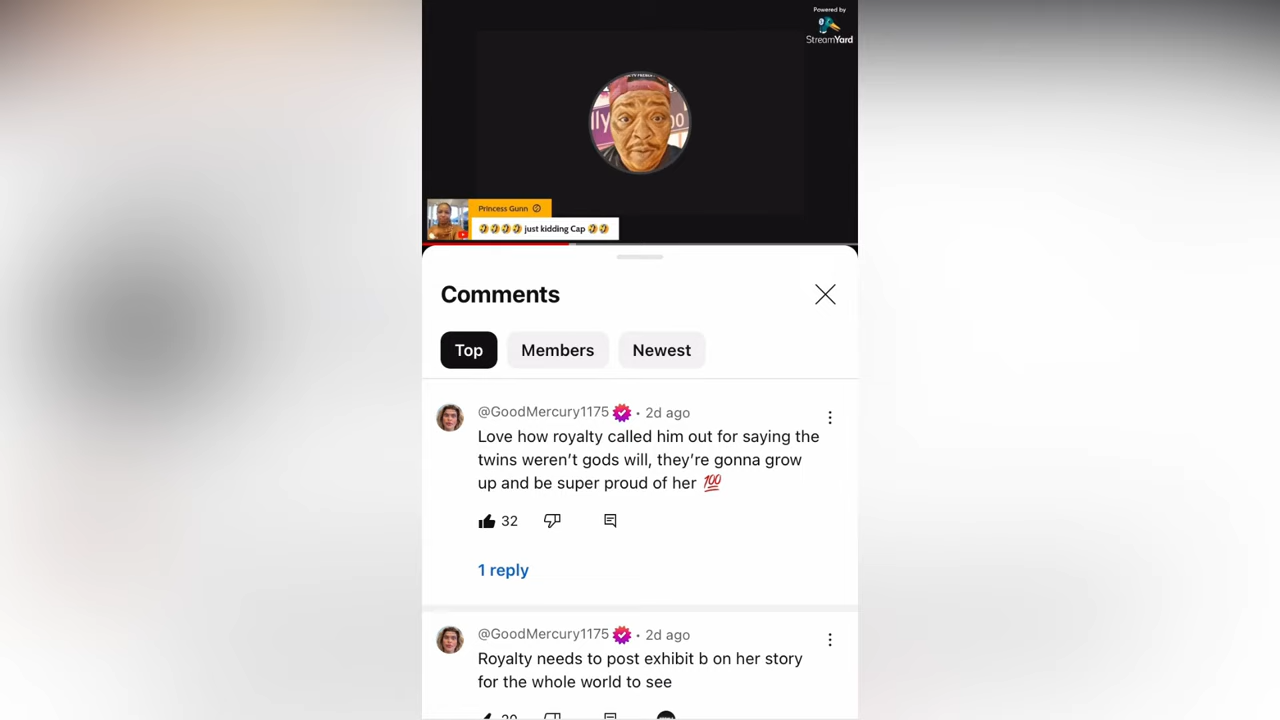 Powered by
StreamYard
lly
oo
Princess Gunn
🤣🤣🤣🤣 just kidding Cap 🤣🤣
Comments
Top
Members
Newest
@GoodMercury1175 • 2d ago
Love how royalty called him out for saying the
twins weren’t gods will, they’re gonna grow
up and be super proud of her 💯
32
1 reply
@GoodMercury1175 • 2d ago
Royalty needs to post exhibit b on her story
for the whole world to see